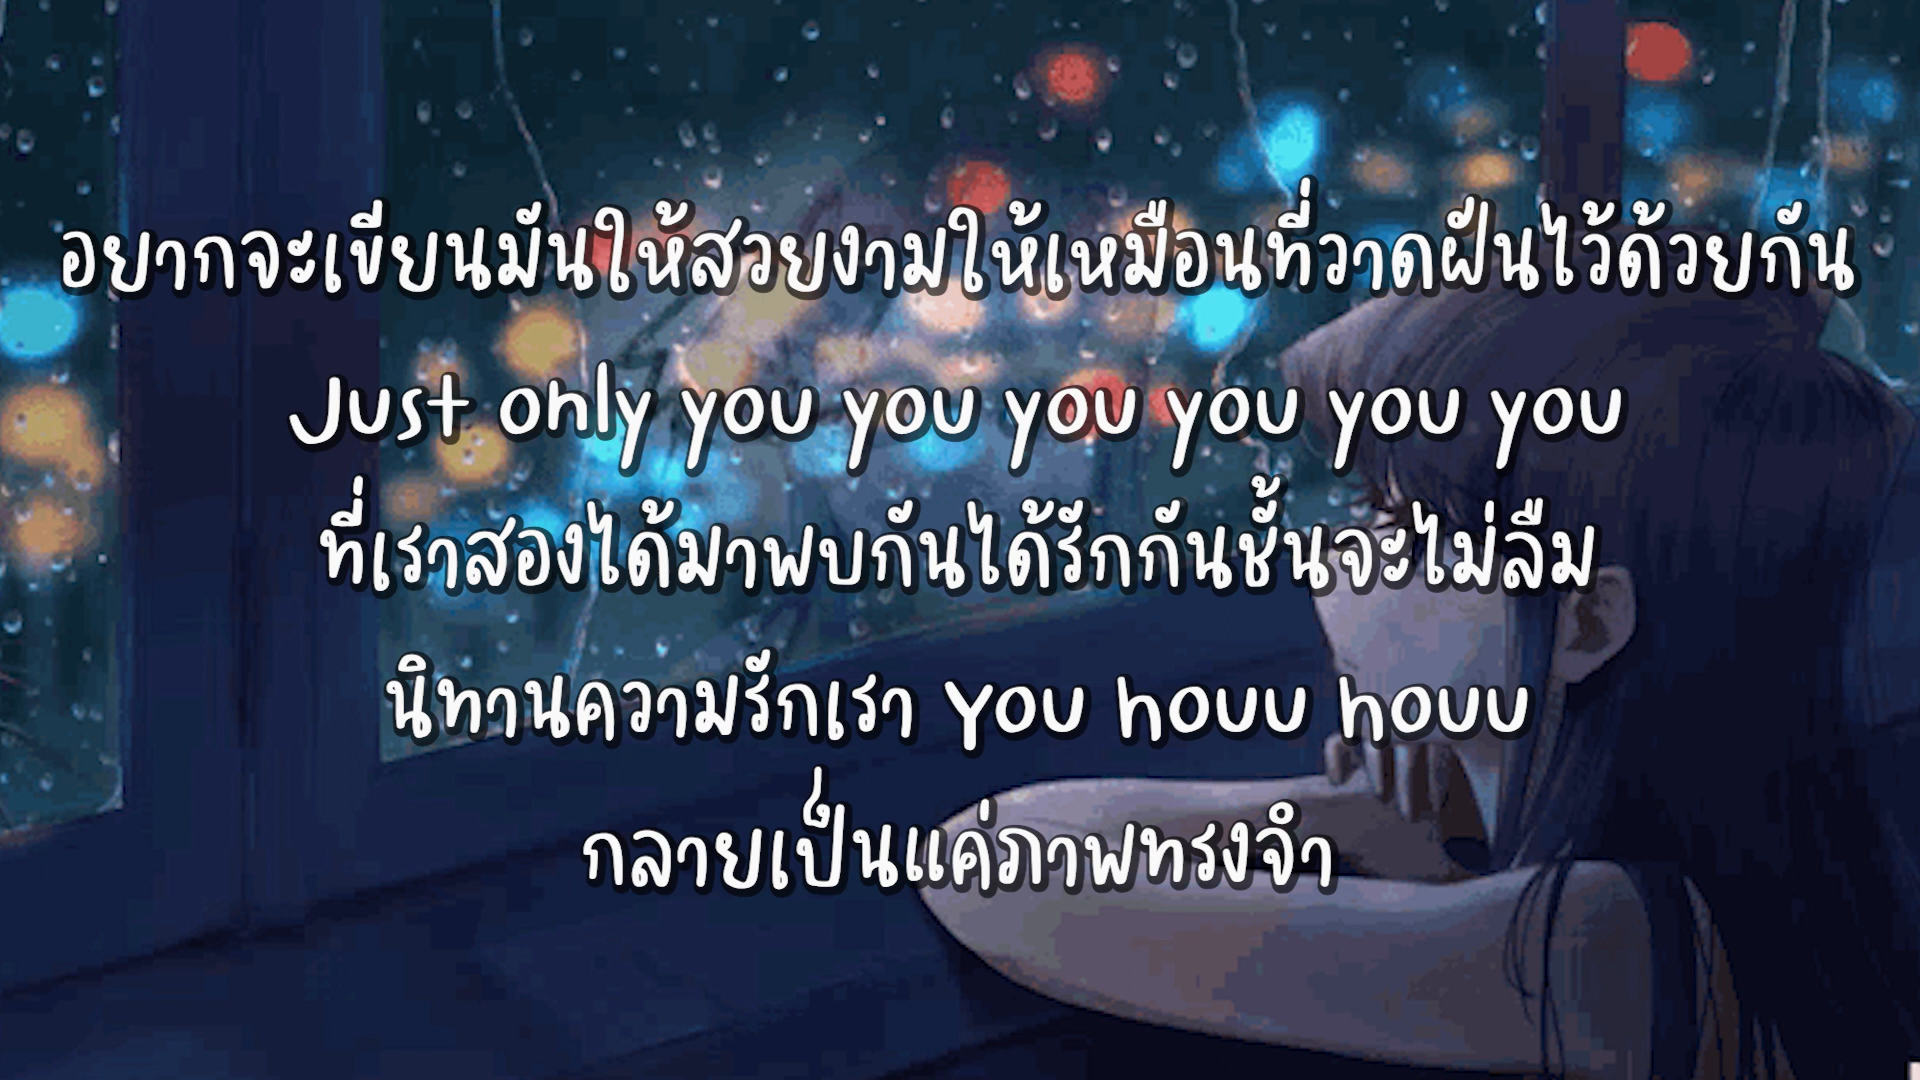 อยากจะเขียนมันให้สวยงามให้เหมือนที่วาดฝันไว้ด้วยกัน
Just only you you you you you you
ที่เราสองได้มาพบกันได้รักกันชั้นจะไม่ลืม
นิทานความรักเรา You houu houu
กลายเป็นแค่ภาพทรงจำ